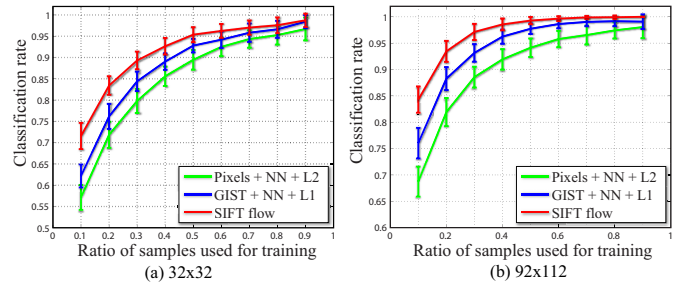 1
0.95
0.9
0.85
0.8
0.75
0.7
0.65
0.6
0.55
0.5
Classification rate
Pixels + NN + L2
GIST + NN + L1
SIFT flow
0 0.1 0.2 0.3 0.4 0.5 0.6 0.7 0.8 0.9 1
Ratio of samples used for training
(a) 32x32
1
0.95
0.9
0.85
0.8
0.75
0.7
0.65
0.6
Classification rate
Pixels + NN + L2
GIST + NN + L1
SIFT flow
0 0.2 0.4 0.6 0.8 1
Ratio of samples used for training
(b) 92x112